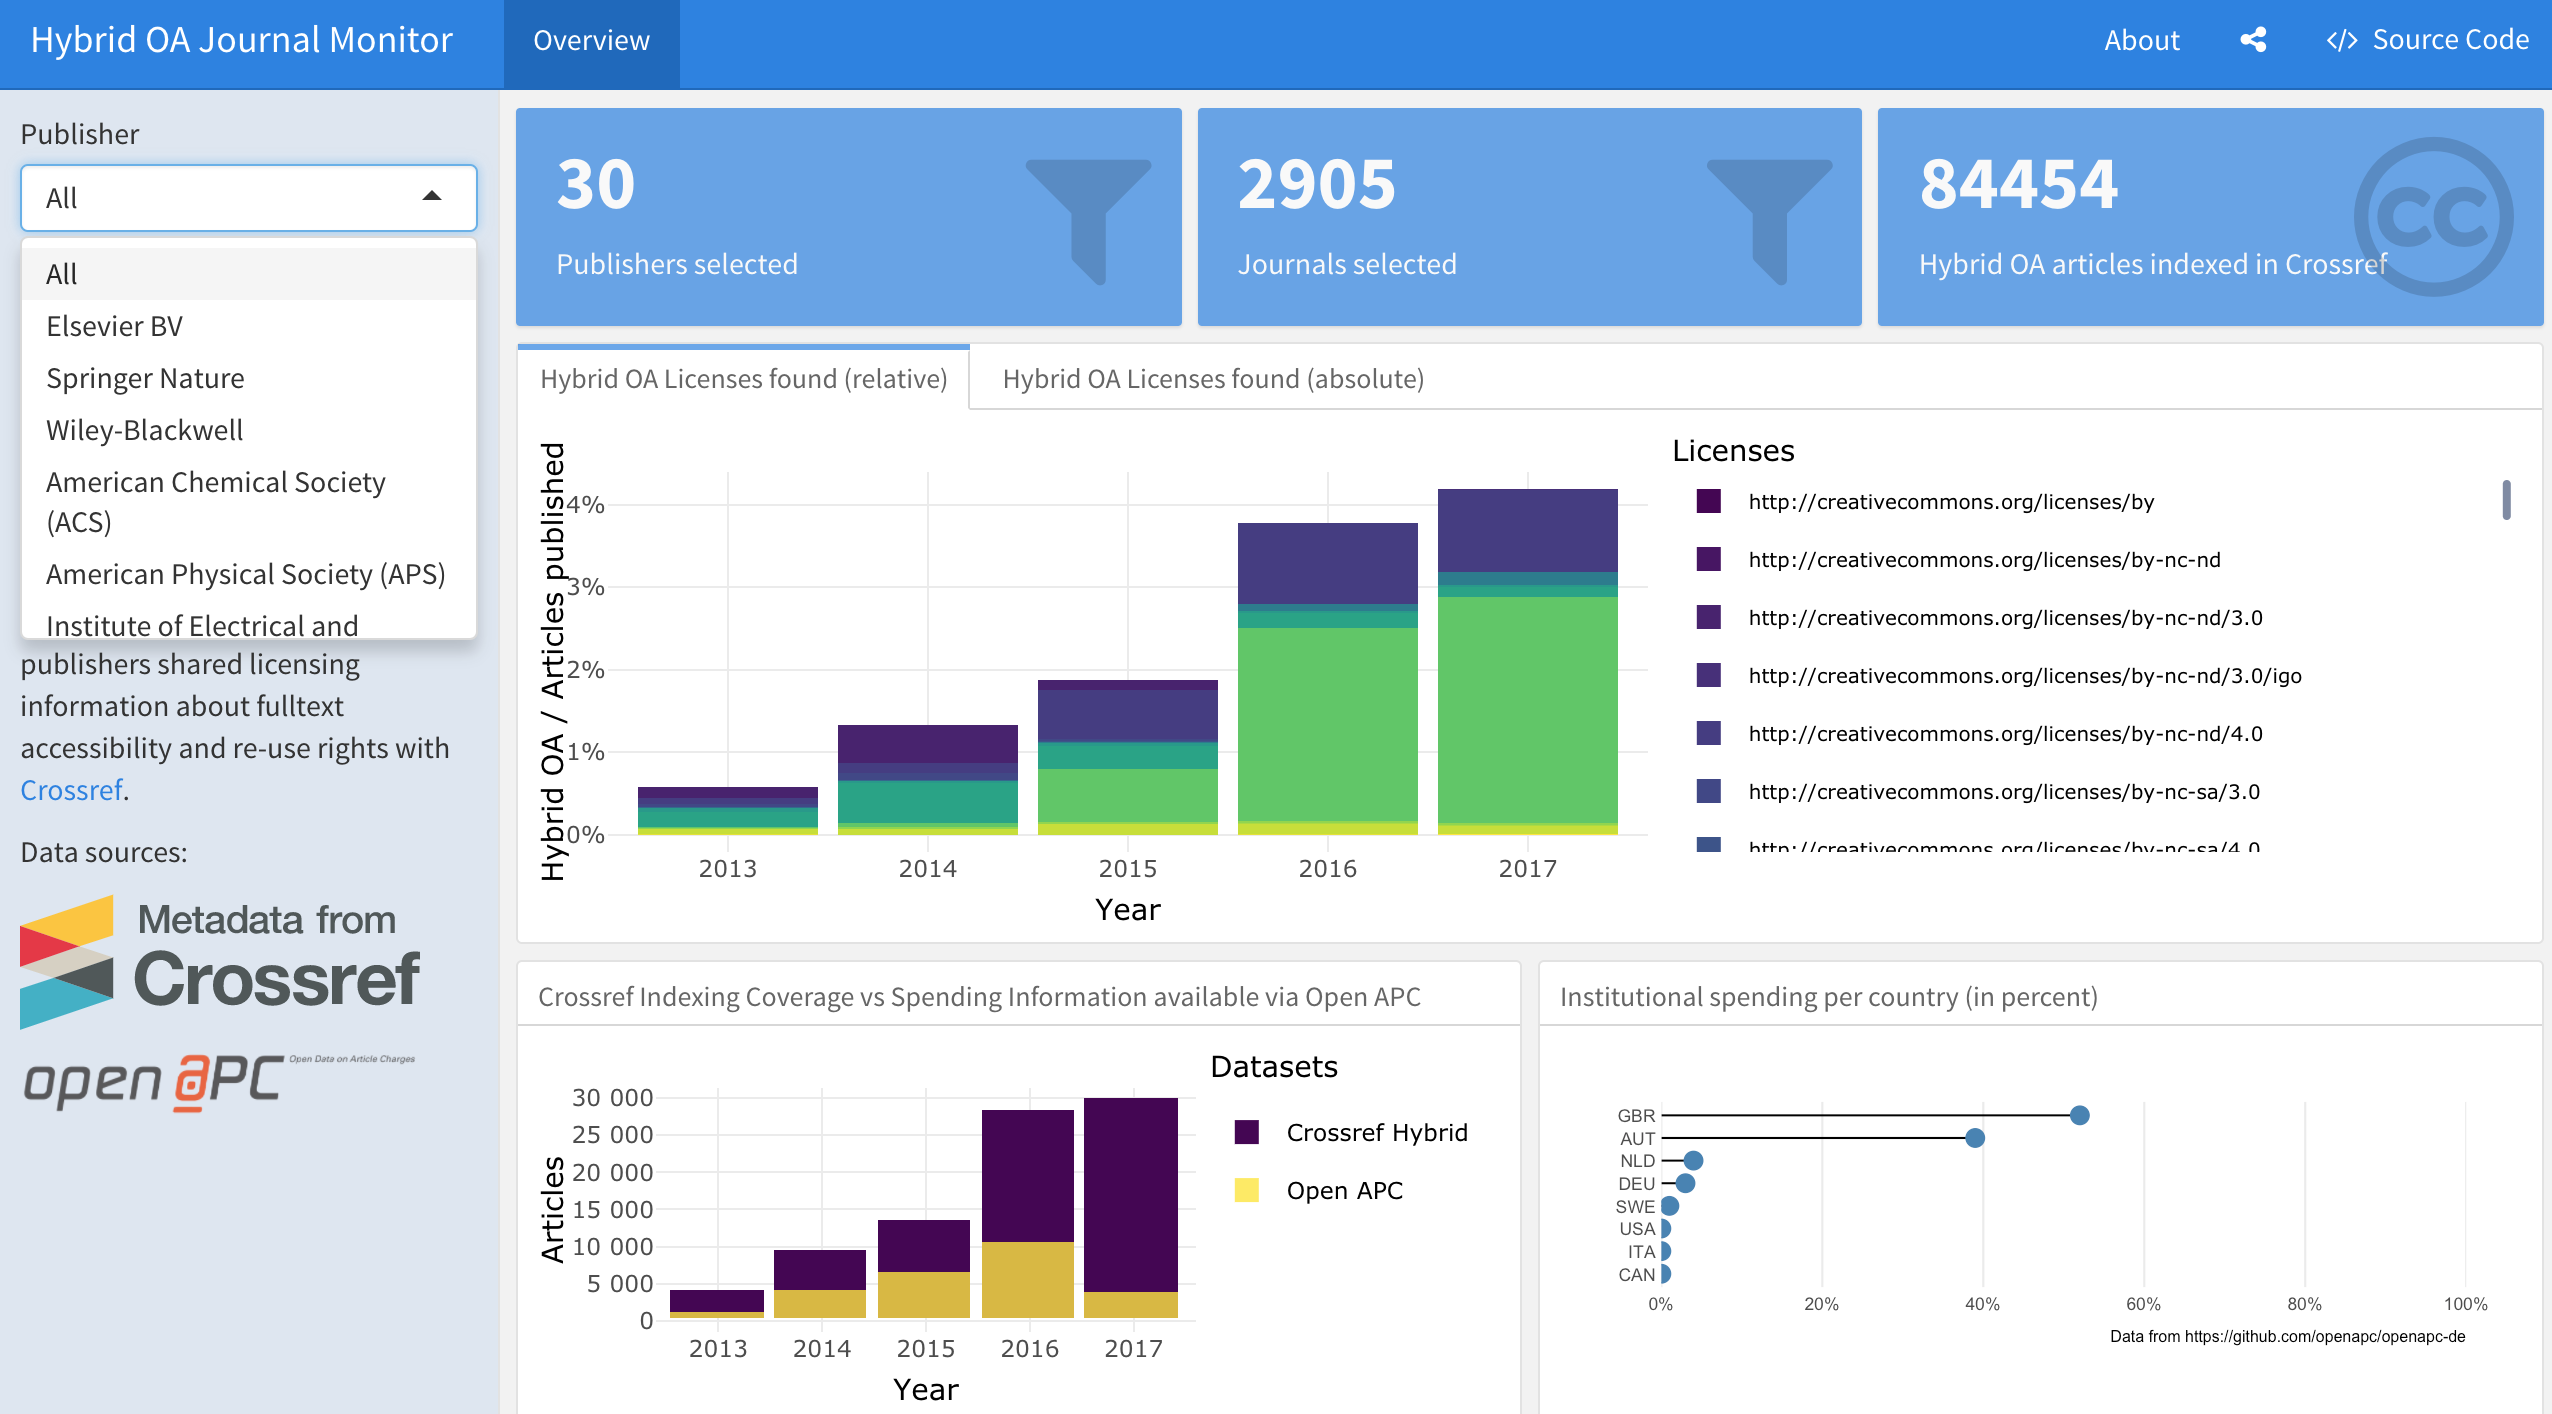 Hybrid OA Journal Monitor
Overview
About
</> Source Code
Publisher
All
All
Elsevier BV
Springer Nature
Wiley-Blackwell
American Chemical Society
(ACS)
American Physical Society (APS)
Institute of Electrical and
publishers shared licensing
information about fulltext
accessibility and re-use rights with
Crossref.
Data sources:
Metadata from
Crossref
open aPC
Open Data on Article Charges
30
Publishers selected
2905
Journals selected
84454
Hybrid OA articles indexed in Crossref
cc
Hybrid OA Licenses found (relative)
Hybrid OA Licenses found (absolute)
Hybrid OA / Articles published
4%
3%
2%
1%
0%
2013
2014
2015
2016
2017
Year
Licenses
http://creativecommons.org/licenses/by
http://creativecommons.org/licenses/by-nc-nd
http://creativecommons.org/licenses/by-nc-nd/3.0
http://creativecommons.org/licenses/by-nc-nd/3.0/igo
http://creativecommons.org/licenses/by-nc-nd/4.0
http://creativecommons.org/licenses/by-nc-sa/3.0
http://creativecommons.org/licenses/by-nc-sa/4.0
Crossref Indexing Coverage vs Spending Information available via Open APC
Articles
30 000
25 000
20 000
15 000
10 000
5 000
0
2013
2014
2015
2016
2017
Year
Datasets
Crossref Hybrid
Open APC
Institutional spending per country (in percent)
GBR
AUT
NLD
DEU
SWE
USA
ITA
CAN
0%
20%
40%
60%
80%
100%
Data from https://github.com/openapc/openapc-de